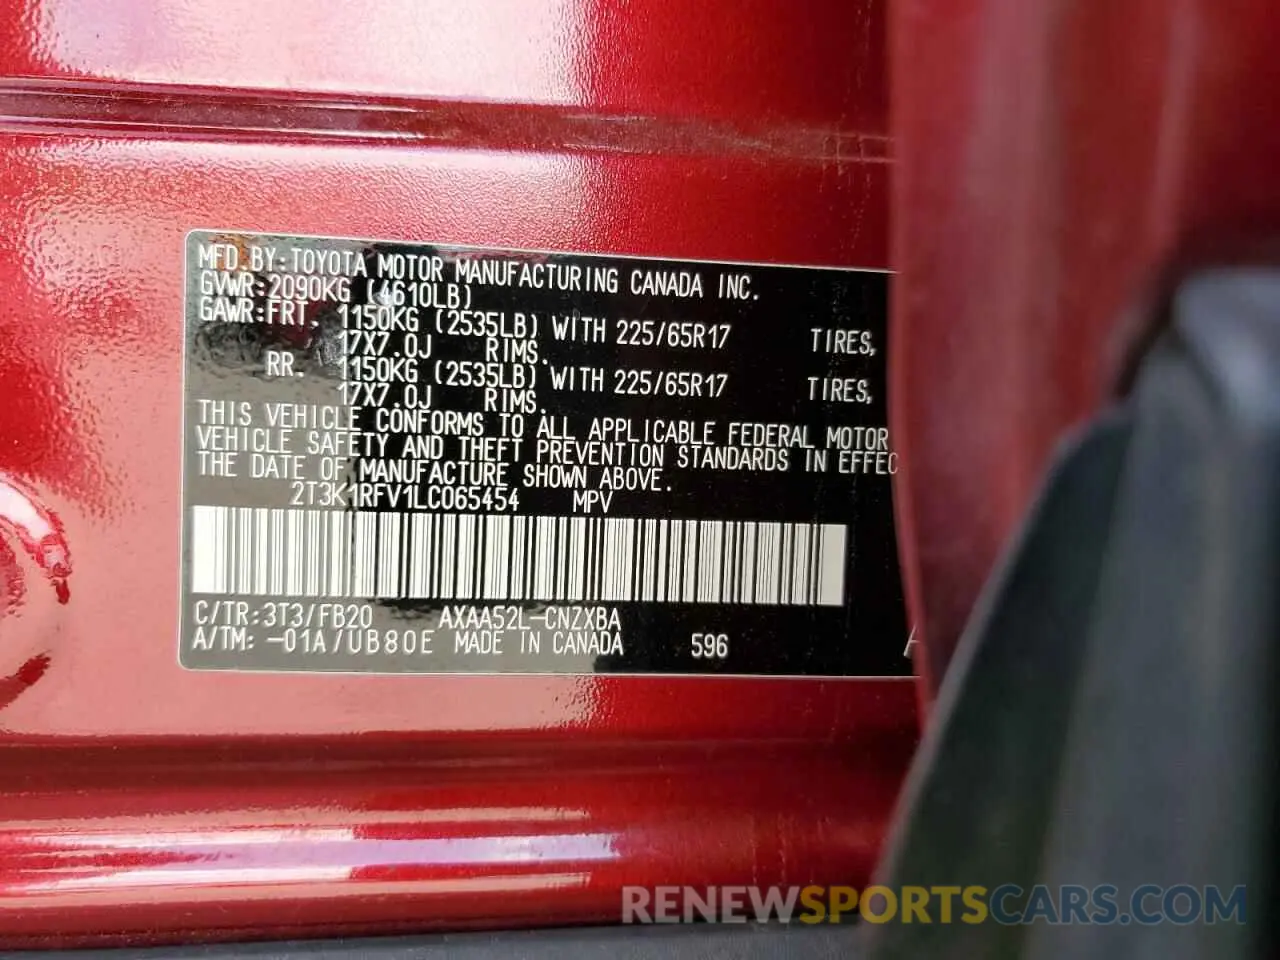 MFD.BY:TOYOTA MOTOR MANUFACTURING CANADA INC.
GVWR:2090KG (4610LB)
GAWR:FRT. 1150KG (2535LB) WITH 225/65R17 TIRES,
17X7.0J RIMS.
RR. 1150KG (2535LB) WITH 225/65R17 TIRES,
17X7.0J RIMS.
THIS VEHICLE CONFORMS TO ALL APPLICABLE FEDERAL MOTOR
VEHICLE SAFETY AND THEFT PREVENTION STANDARDS IN EFFEC
THE DATE OF MANUFACTURE SHOWN ABOVE.
2T3K1RFV1LC065454 MPV
C/TR:3T3/FB20 AXAA52L-CNZXBA
A/TM: -01A/UB80E MADE IN CANADA 596
RENEWSPORTSCARS.COM